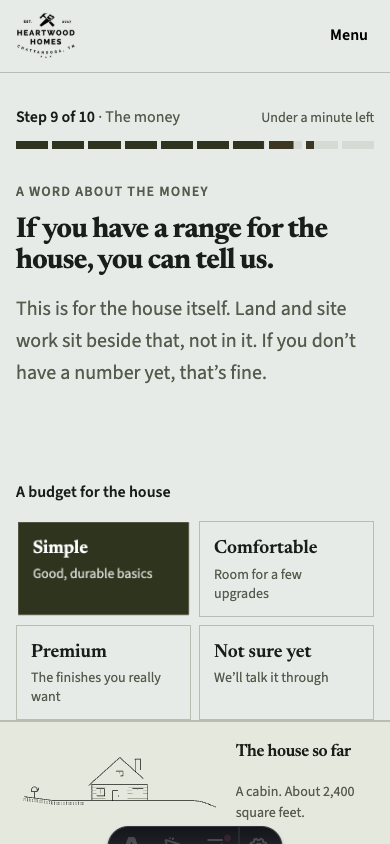 EST. 2017
HEARTWOOD
HOMES
CHATTANOOGA, TN
Menu
Step 9 of 10 · The money
Under a minute left
A WORD ABOUT THE MONEY
If you have a range for the
house, you can tell us.
This is for the house itself. Land and site
work sit beside that, not in it. If you don’t
have a number yet, that’s fine.
A budget for the house
Simple
Good, durable basics
Comfortable
Room for a few
upgrades
Premium
The finishes you really
want
Not sure yet
We’ll talk it through
The house so far
A cabin. About 2,400
square feet.